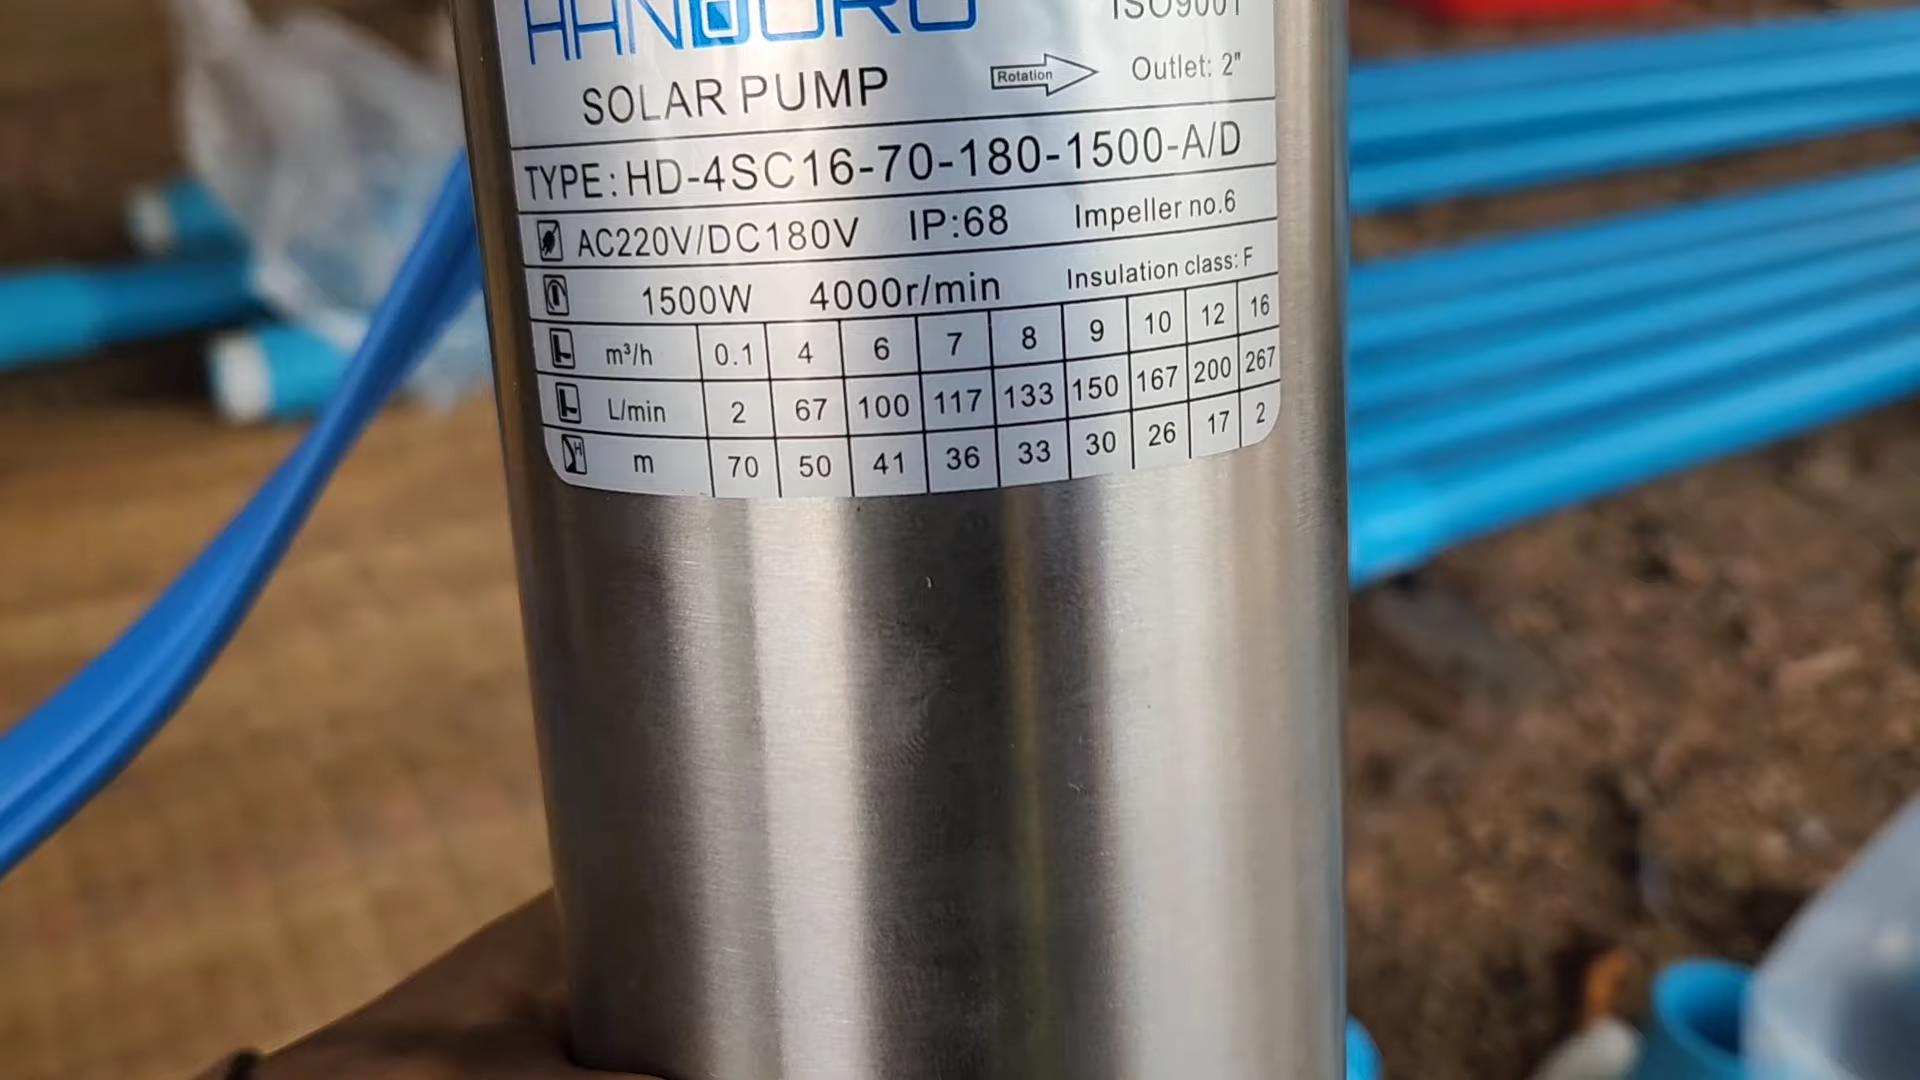 HANDURO
ISO9001
SOLAR PUMP Rotation Outlet: 2"
TYPE: HD-4SC16-70-180-1500-A/D
AC220V/DC180V IP:68 Impeller no.6
1500W 4000r/min Insulation class: F
m³/h 0.1 4 6 7 8 9 10 12 16
L/min 2 67 100 117 133 150 167 200 267
H m 70 50 41 36 33 30 26 17 2